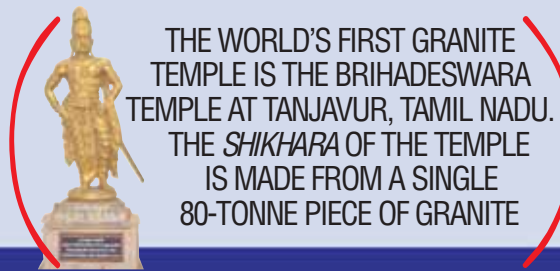 THE WORLD'S FIRST GRANITE
TEMPLE IS THE BRIHADESWARA
TEMPLE AT TANJAVUR, TAMIL NADU.
THE SHIKHARA OF THE TEMPLE
IS MADE FROM A SINGLE
80-TONNE PIECE OF GRANITE